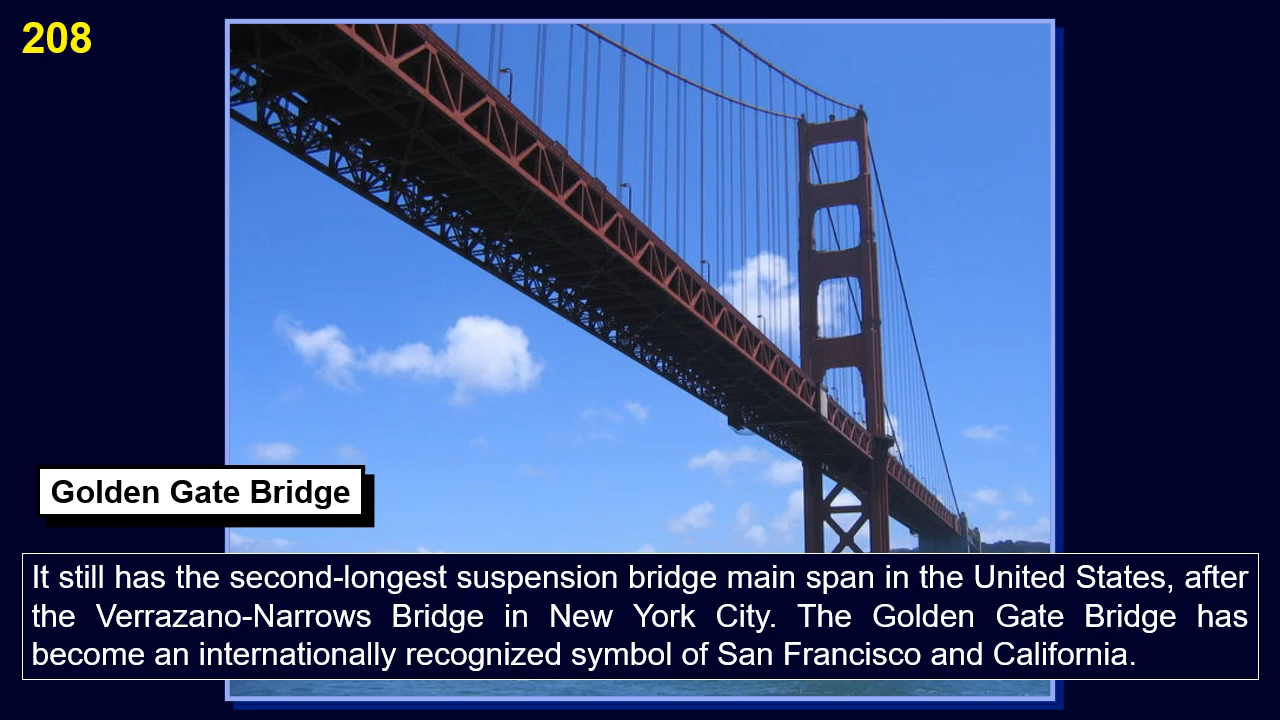 208
Golden Gate Bridge
It still has the second-longest suspension bridge main span in the United States, after
the Verrazano-Narrows Bridge in New York City. The Golden Gate Bridge has
become an internationally recognized symbol of San Francisco and California.